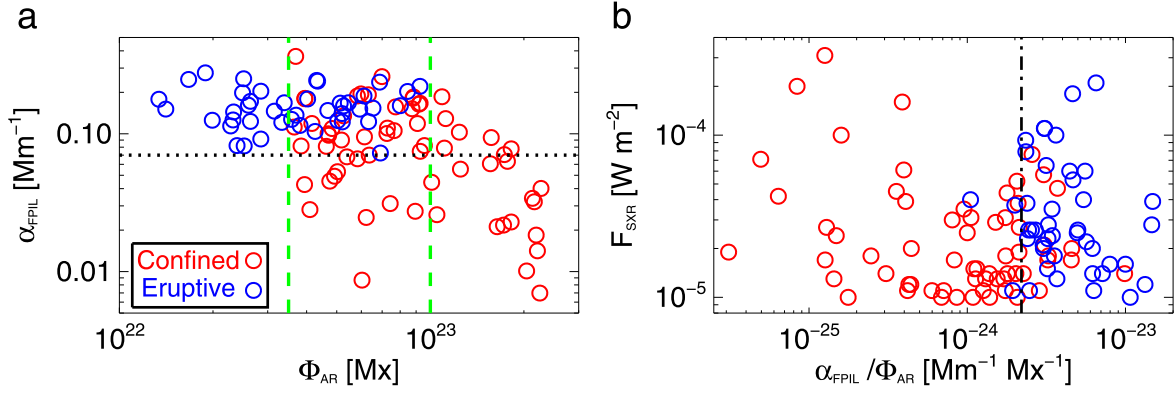 a
α_FPIL [Mm⁻¹]
0.10
0.01
Confined
Eruptive
10²² 10²³
Φ_AR [Mx]
b
F_SXR [W m⁻²]
10⁻⁴
10⁻⁵
10⁻²⁵ 10⁻²⁴ 10⁻²³
α_FPIL /Φ_AR [Mm⁻¹ Mx⁻¹]